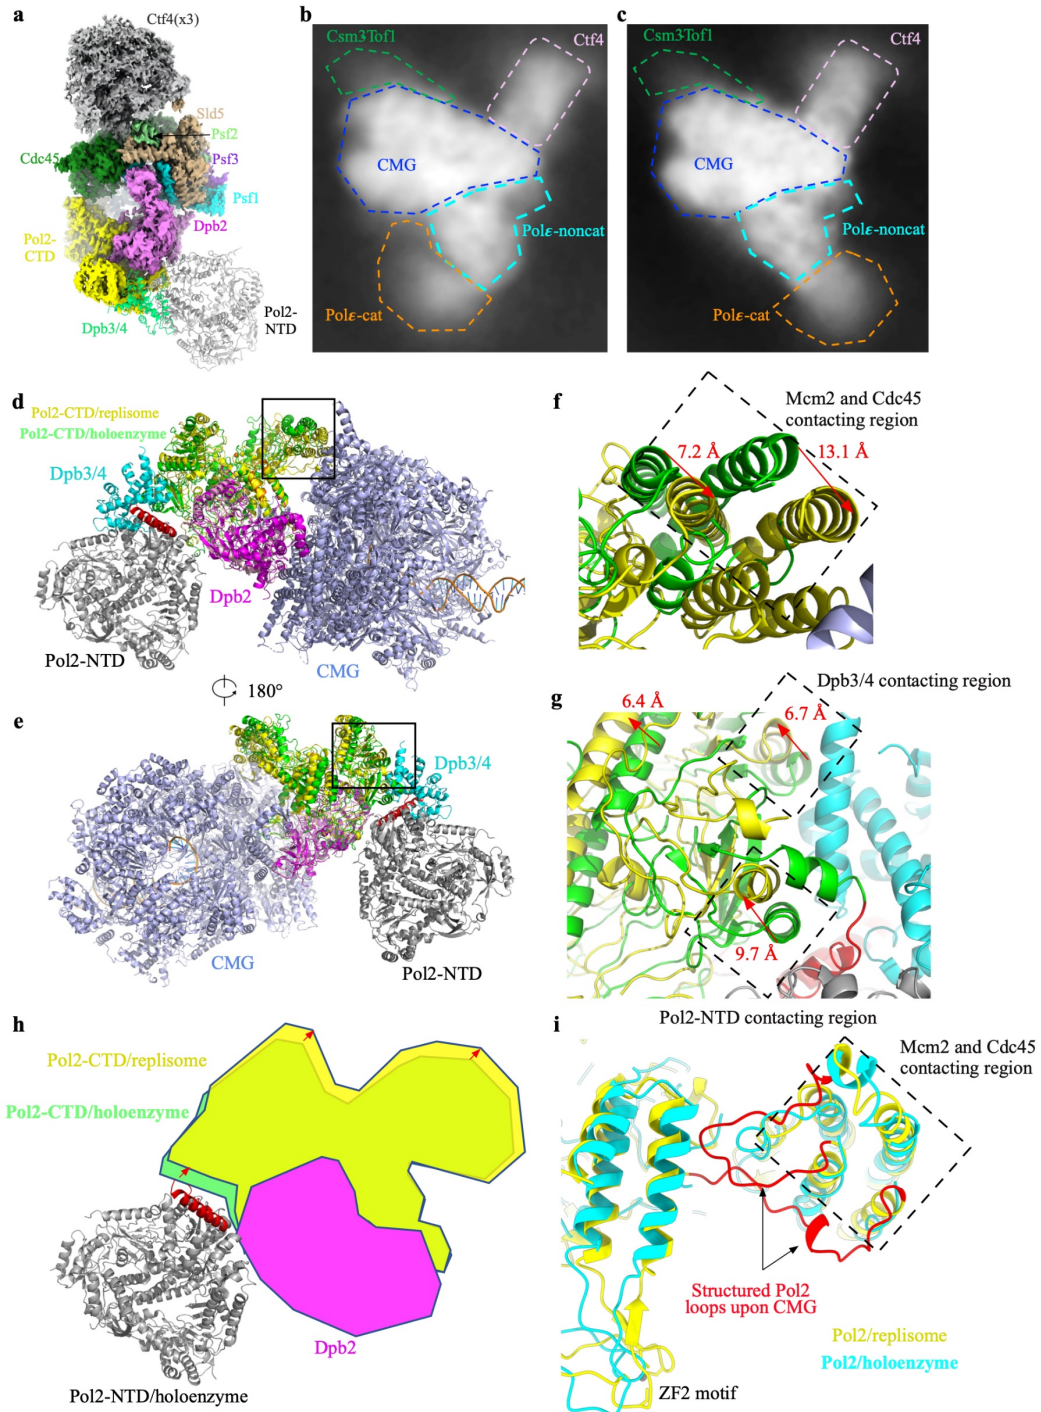 a
Ctf4(x3)
Sld5
Psf2
Cdc45
Psf3
Psf1
Dpb2
Pol2-
CTD
Pol2-
NTD
Dpb3/4
b
Csm3Tof1
Ctf4
CMG
Polε-noncat
Polε-cat
c
Csm3Tof1
Ctf4
CMG
Polε-noncat
Polε-cat
d
Pol2-CTD/replisome
Pol2-CTD/holoenzyme
Dpb3/4
Dpb2
Pol2-NTD
CMG
180°
e
Dpb3/4
CMG
Pol2-NTD
f
Mcm2 and Cdc45
contacting region
7.2 Å
13.1 Å
g
Dpb3/4 contacting region
6.4 Å
6.7 Å
9.7 Å
Pol2-NTD contacting region
h
Pol2-CTD/replisome
Pol2-CTD/holoenzyme
Dpb2
Pol2-NTD/holoenzyme
i
Mcm2 and Cdc45
contacting region
Structured Pol2
loops upon CMG
Pol2/replisome
Pol2/holoenzyme
ZF2 motif